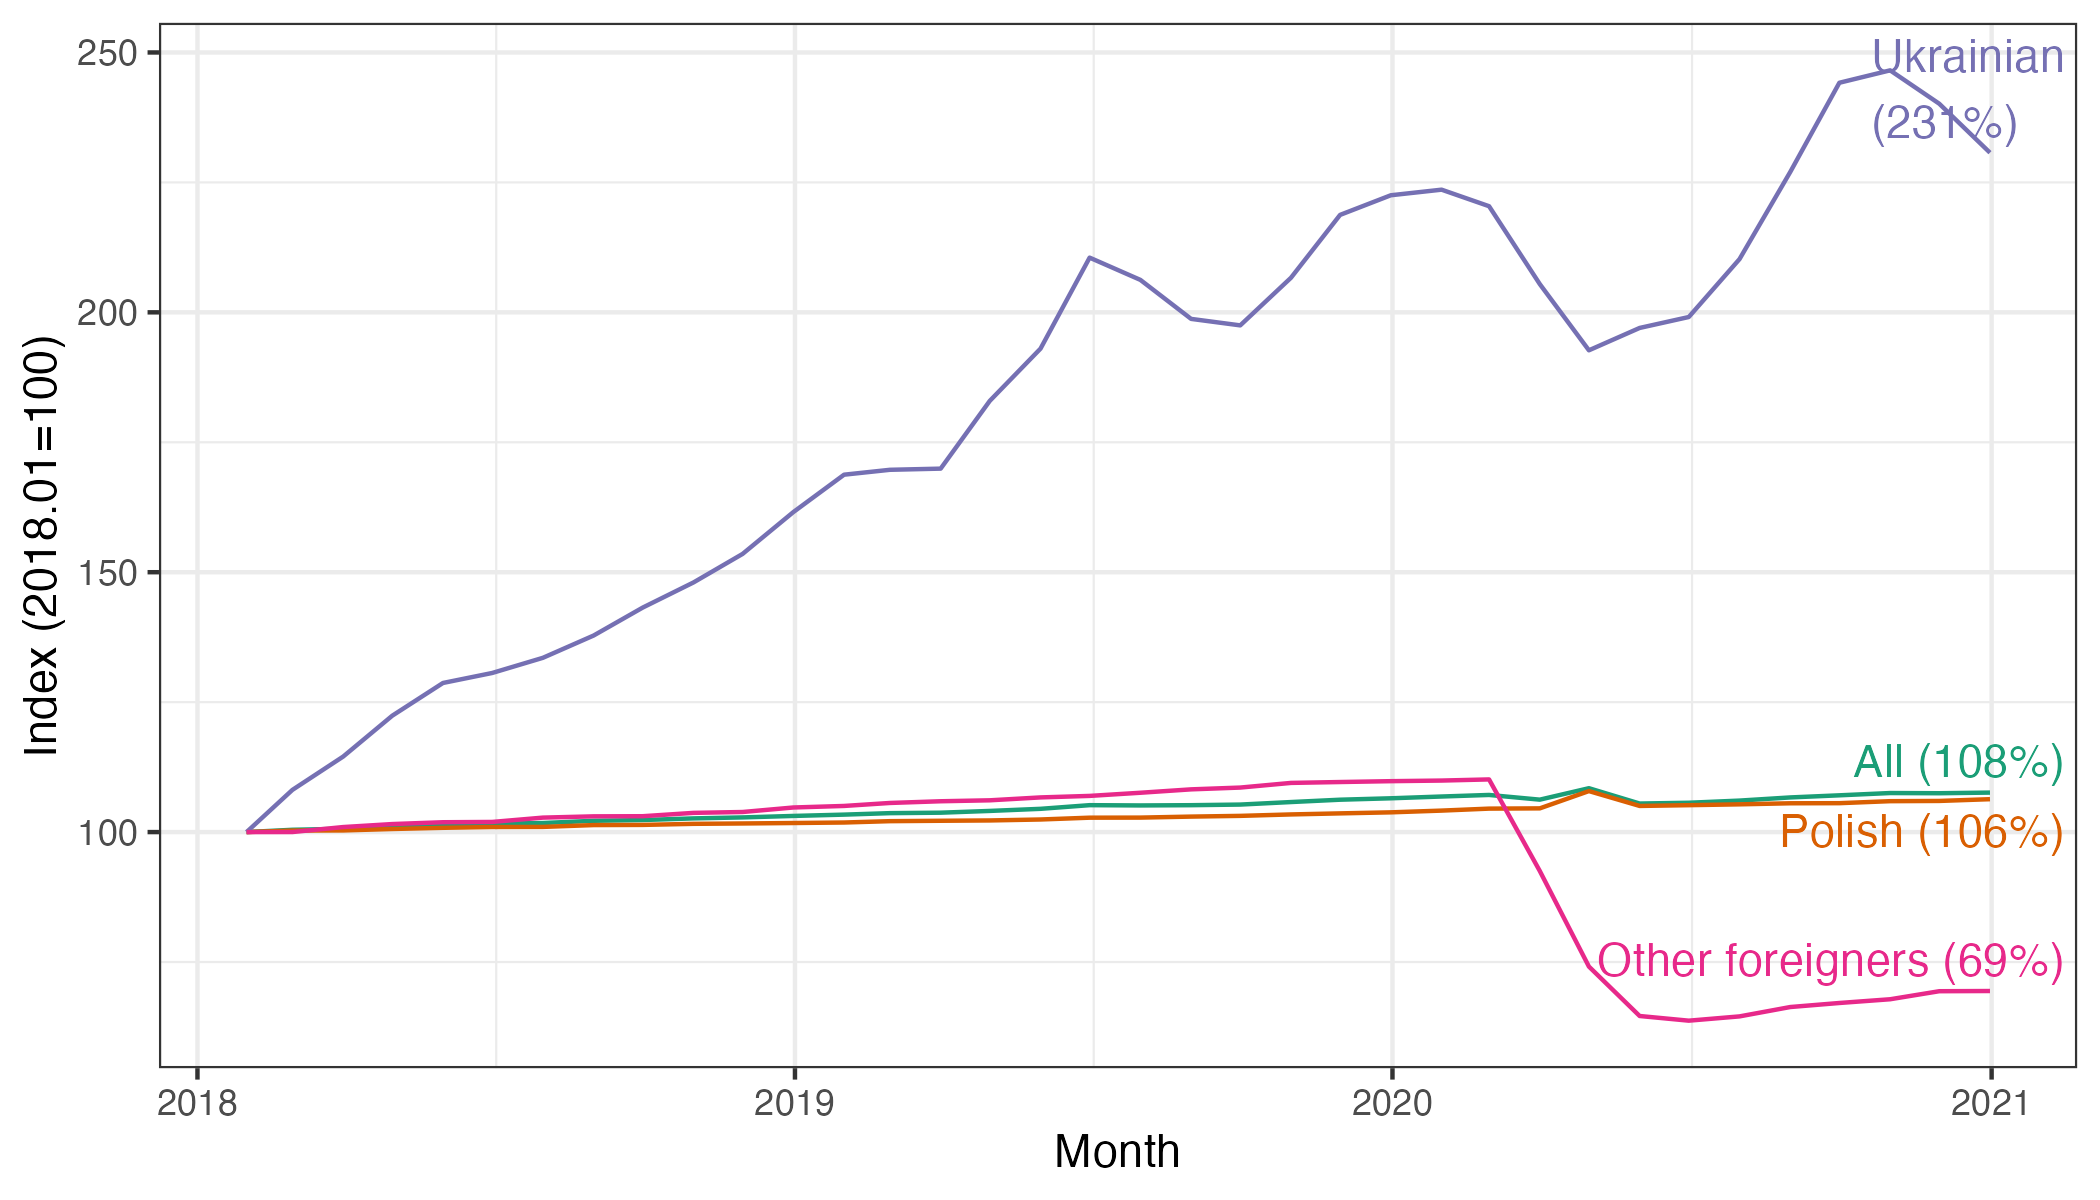 250
200
150
100
Index (2018.01=100)
Ukrainian
(231%)
All (108%)
Polish (106%)
Other foreigners (69%)
2018
2019
2020
2021
Month